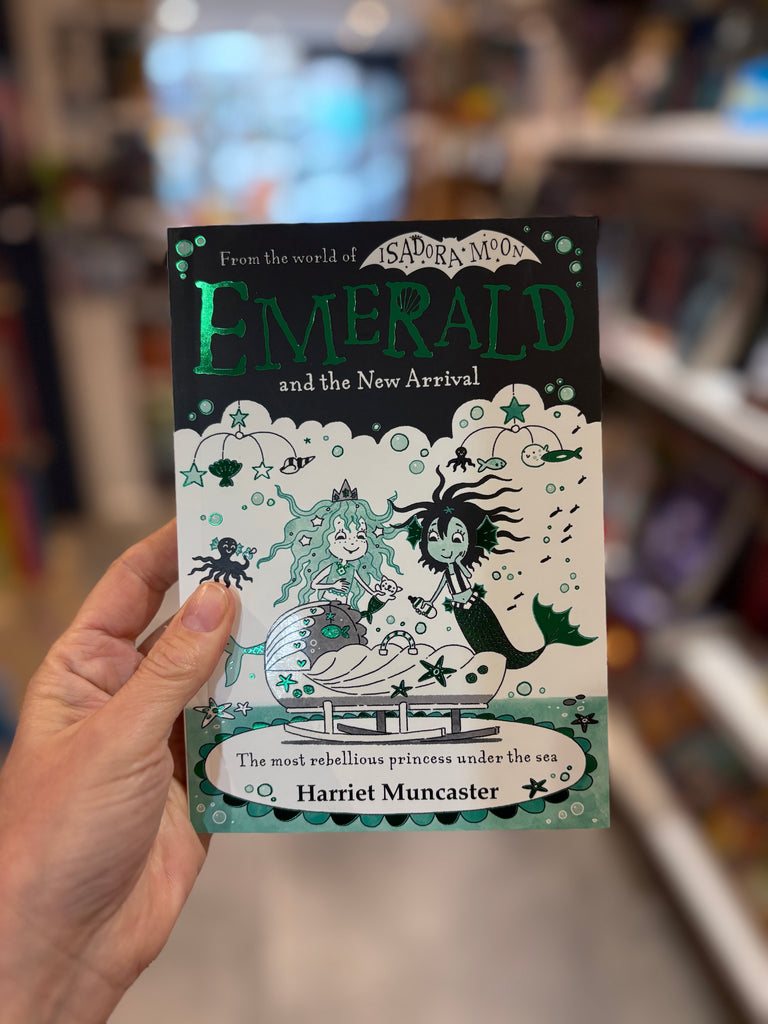 From the world of ISADORA MOON
EMERALD
and the New Arrival
The most rebellious princess under the sea
Harriet Muncaster